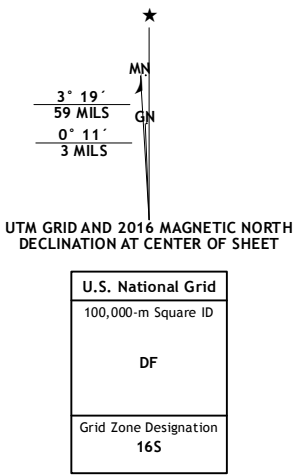 ★
MN
3° 19´
59 MILS
GN
0° 11´
3 MILS
UTM GRID AND 2016 MAGNETIC NORTH
DECLINATION AT CENTER OF SHEET
U.S. National Grid
100,000-m Square ID
DF
Grid Zone Designation
16S